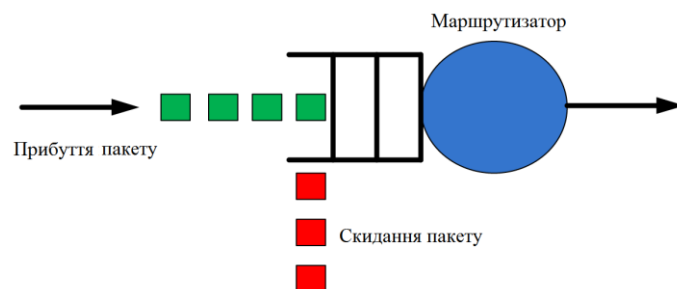 Маршрутизатор
Прибуття пакету
Скидання пакету